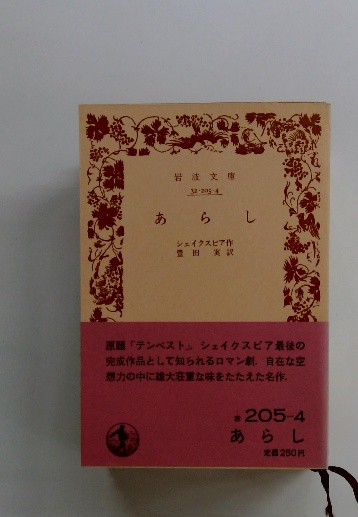 岩波文庫
32-205-4
あらし
シェイクスピア作
豊田実訳
原題「テンペスト」。シェイクスピア最後の
完成作品として知られるロマン劇．自在な空
想力の中に雄大荘重な味をたたえた名作．
赤 205-4
あらし
定価250円